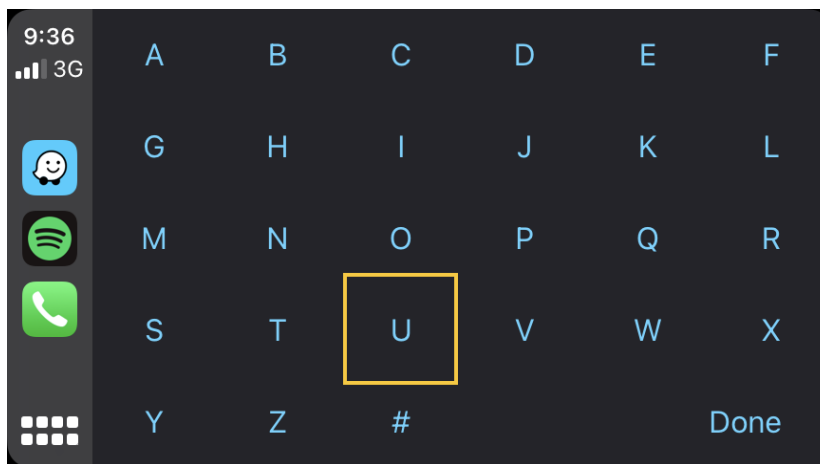 9:36
3G
A B C D E F
G H I J K L
M N O P Q R
S T U V W X
Y Z # Done